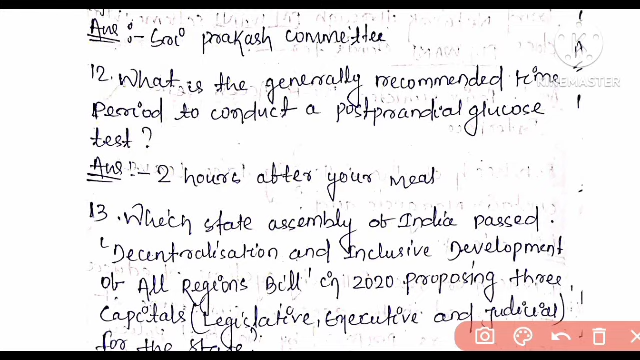 Ans :- Sri Prakash committee
12. What is the generally recommended time
Period to conduct a postprandial glucose
test?
Ans :- 2 hours after your meal
13. Which state assembly of India passed
'Decentralisation and Inclusive Development
of All Regions Bill' in 2020 proposing three
Capitals (Legislative, Executive and Judicial)
for the state?
KINEMASTER